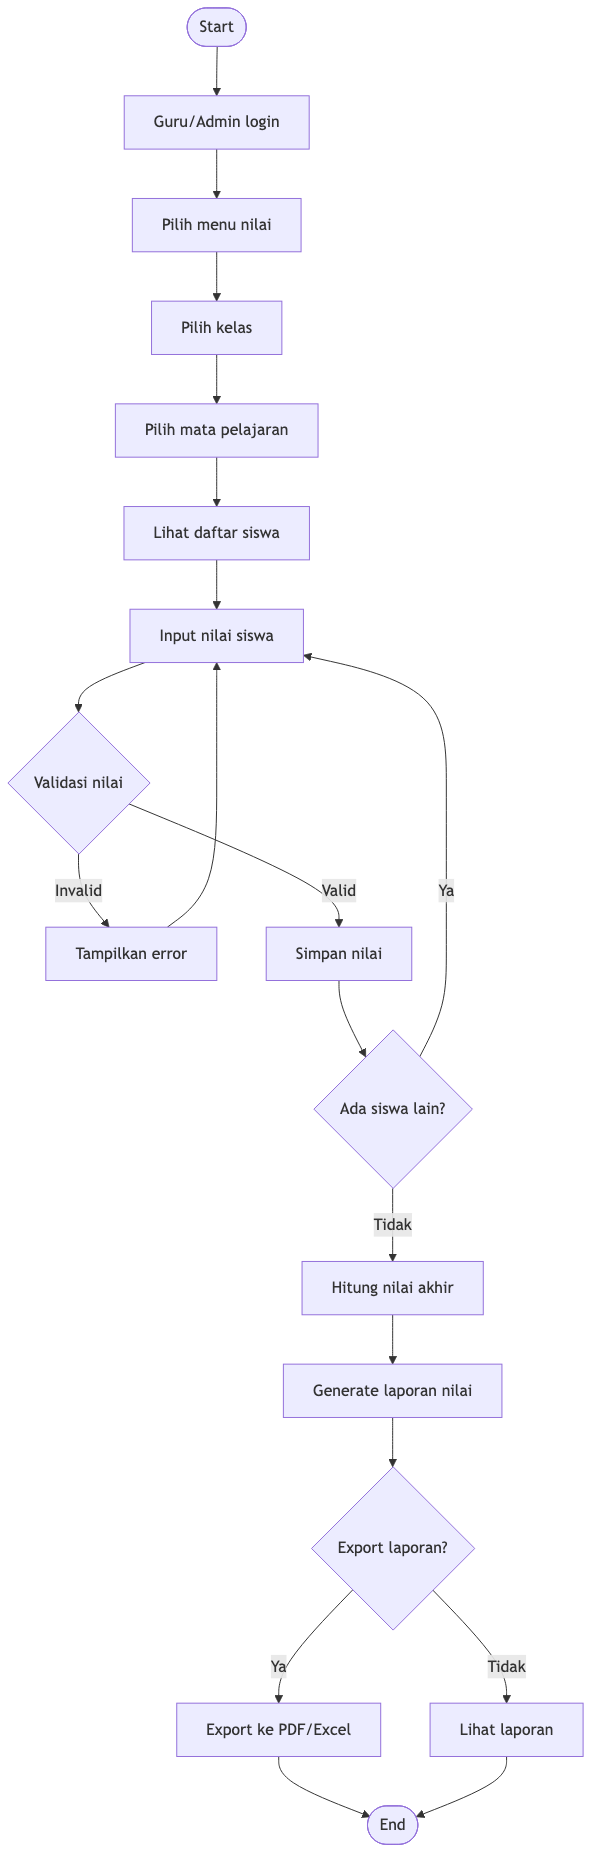 Start
Guru/Admin login
Pilih menu nilai
Pilih kelas
Pilih mata pelajaran
Lihat daftar siswa
Input nilai siswa
Validasi nilai
Invalid
Valid
Ya
Tampilkan error
Simpan nilai
Ada siswa lain?
Tidak
Hitung nilai akhir
Generate laporan nilai
Export laporan?
Ya
Tidak
Export ke PDF/Excel
Lihat laporan
End